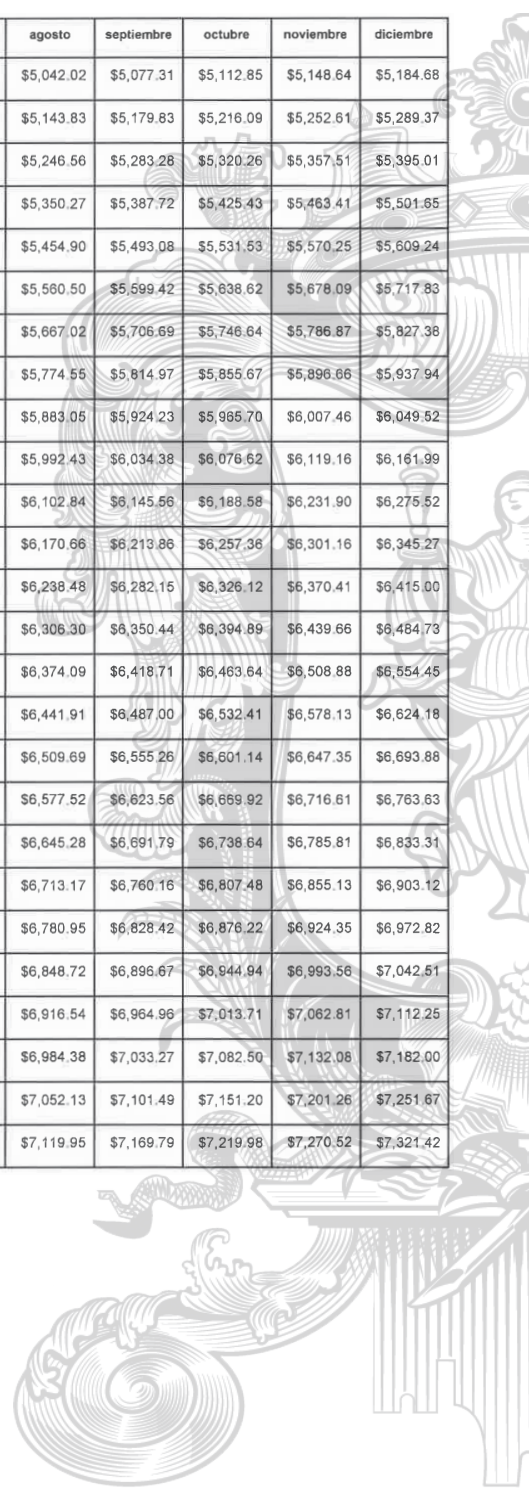 agosto septiembre octubre noviembre diciembre
$5,042.02 $5,077.31 $5,112.85 $5,148.64 $5,184.68
$5,143.83 $5,179.83 $5,216.09 $5,252.61 $5,289.37
$5,246.56 $5,283.28 $5,320.26 $5,357.51 $5,395.01
$5,350.27 $5,387.72 $5,425.43 $5,463.41 $5,501.65
$5,454.90 $5,493.08 $5,531.53 $5,570.25 $5,609.24
$5,560.50 $5,599.42 $5,638.62 $5,678.09 $5,717.83
$5,667.02 $5,706.69 $5,746.64 $5,786.87 $5,827.38
$5,774.55 $5,814.97 $5,855.67 $5,896.66 $5,937.94
$5,883.05 $5,924.23 $5,965.70 $6,007.46 $6,049.52
$5,992.43 $6,034.38 $6,076.62 $6,119.16 $6,161.99
$6,102.84 $6,145.56 $6,188.58 $6,231.90 $6,275.52
$6,170.66 $6,213.86 $6,257.36 $6,301.16 $6,345.27
$6,238.48 $6,282.15 $6,326.12 $6,370.41 $6,415.00
$6,306.30 $6,350.44 $6,394.89 $6,439.66 $6,484.73
$6,374.09 $6,418.71 $6,463.64 $6,508.88 $6,554.45
$6,441.91 $6,487.00 $6,532.41 $6,578.13 $6,624.18
$6,509.69 $6,555.26 $6,601.14 $6,647.35 $6,693.88
$6,577.52 $6,623.56 $6,669.92 $6,716.61 $6,763.63
$6,645.28 $6,691.79 $6,738.64 $6,785.81 $6,833.31
$6,713.17 $6,760.16 $6,807.48 $6,855.13 $6,903.12
$6,780.95 $6,828.42 $6,876.22 $6,924.35 $6,972.82
$6,848.72 $6,896.67 $6,944.94 $6,993.56 $7,042.51
$6,916.54 $6,964.96 $7,013.71 $7,062.81 $7,112.25
$6,984.38 $7,033.27 $7,082.50 $7,132.08 $7,182.00
$7,052.13 $7,101.49 $7,151.20 $7,201.26 $7,251.67
$7,119.95 $7,169.79 $7,219.98 $7,270.52 $7,321.42